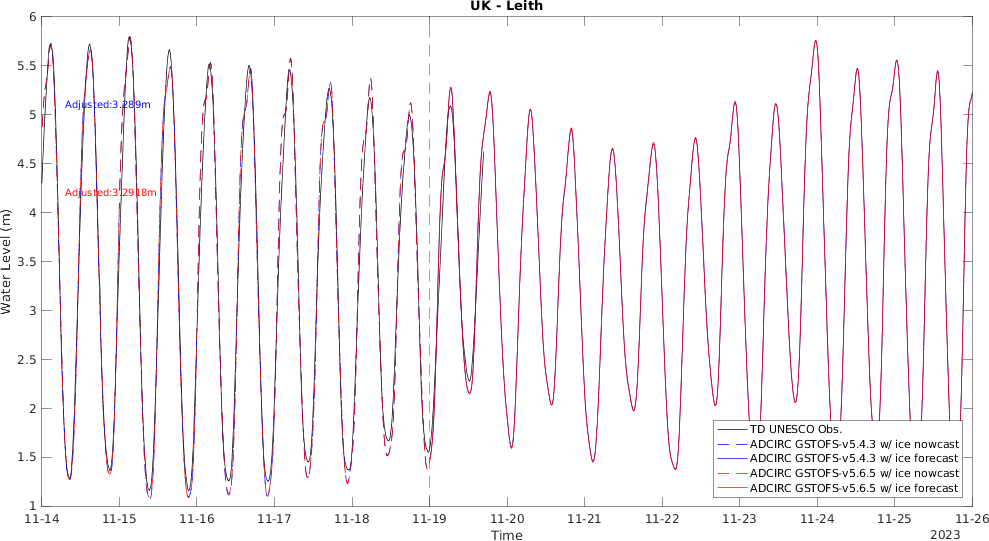 UK - Leith
6
5.5
5
4.5
4
3.5
3
2.5
2
1.5
1
Water Level (m)
Adjusted:3.289m
Adjusted:3.2918m
TD UNESCO Obs.
ADCIRC GSTOFS-v5.4.3 w/ ice nowcast
ADCIRC GSTOFS-v5.4.3 w/ ice forecast
ADCIRC GSTOFS-v5.6.5 w/ ice nowcast
ADCIRC GSTOFS-v5.6.5 w/ ice forecast
11-14 11-15 11-16 11-17 11-18 11-19 11-20 11-21 11-22 11-23 11-24 11-25 11-26
Time
2023